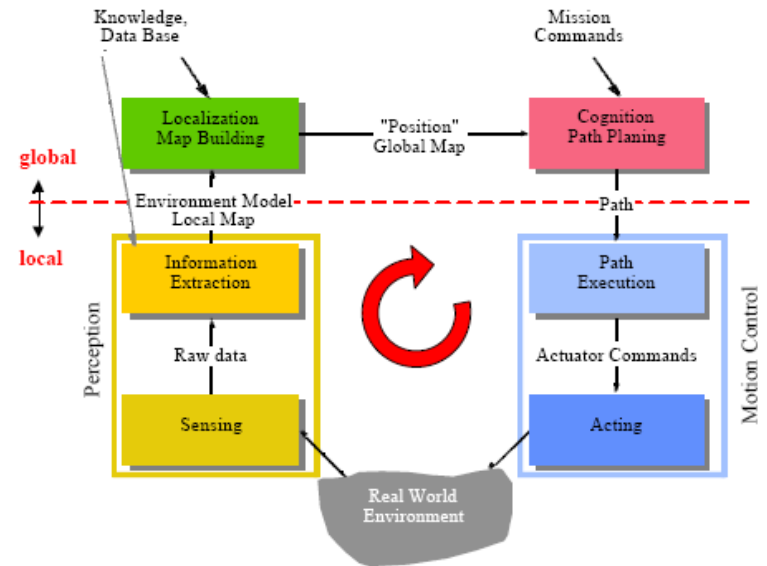 Knowledge,
Data Base
Mission
Commands
Localization
Map Building
"Position"
Global Map
Cognition
Path Planing
global
Environment Model
Local Map
Path
local
Information
Extraction
Path
Execution
Perception
Motion Control
Raw data
Actuator Commands
Sensing
Acting
Real World
Environment